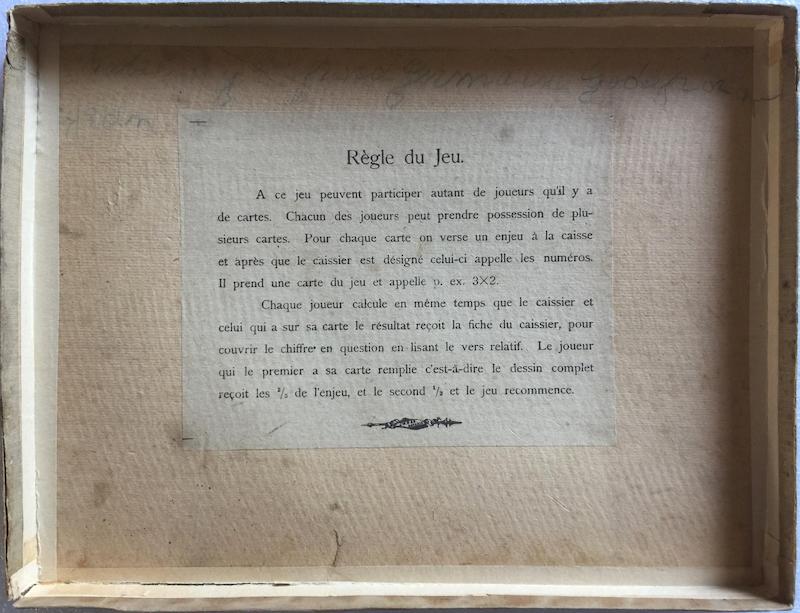 Germain Godefroi
Règle du Jeu.
A ce jeu peuvent participer autant de joueurs qu'il y a
de cartes. Chacun des joueurs peut prendre possession de plu-
sieurs cartes. Pour chaque carte on verse un enjeu à la caisse
et après que le caissier est désigné celui-ci appelle les numéros.
Il prend une carte du jeu et appelle p. ex. 3×2.
Chaque joueur calcule en même temps que le caissier et
celui qui a sur sa carte le résultat reçoit la fiche du caissier, pour
couvrir le chiffre en question en lisant le vers relatif. Le joueur
qui le premier a sa carte remplie c'est-à-dire le dessin complet
reçoit les ²/₃ de l'enjeu, et le second ¹/₃ et le jeu recommence.